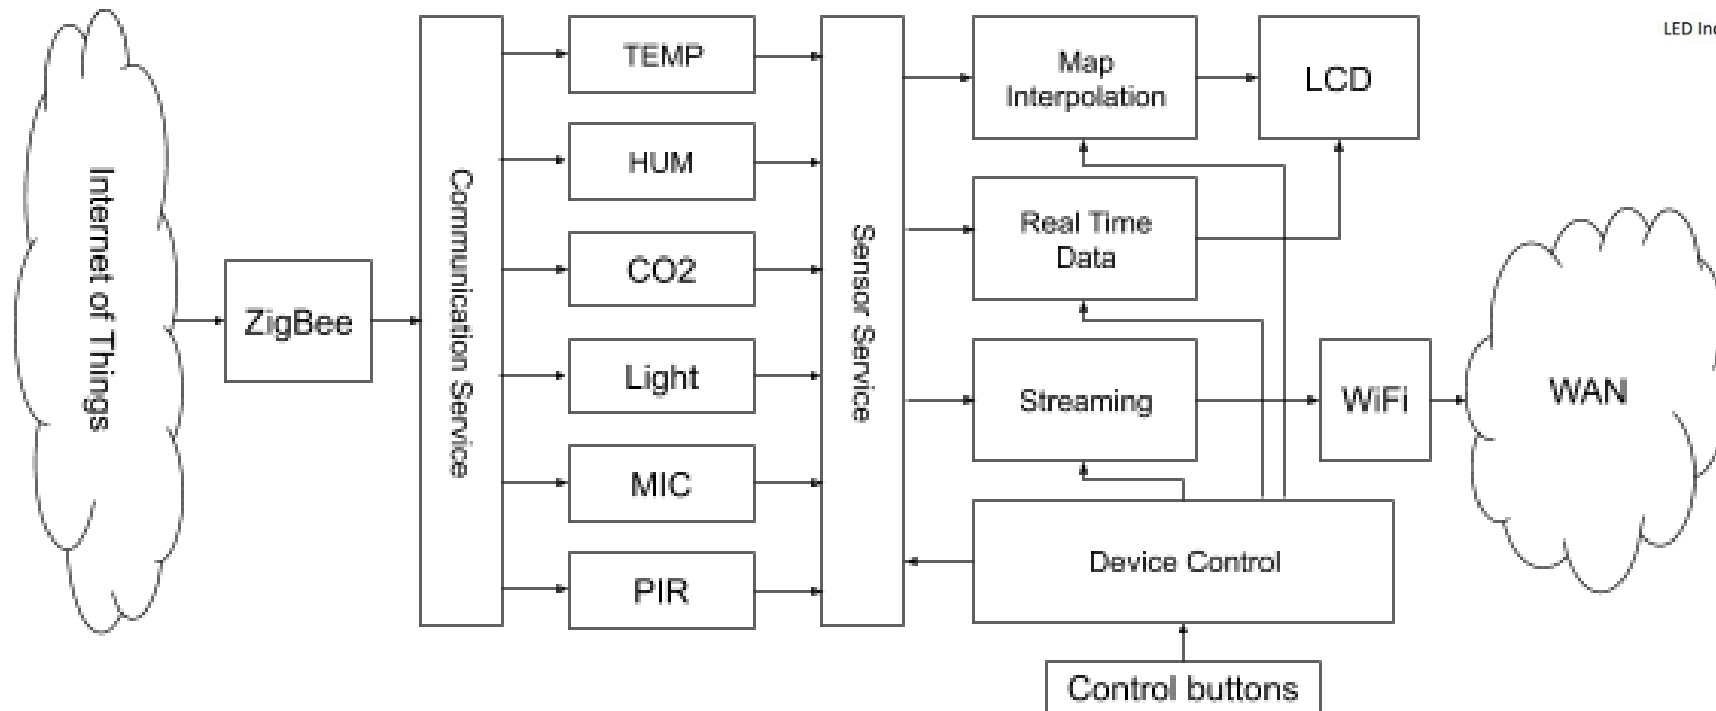 Internet of Things
ZigBee
Communication Service
TEMP
HUM
CO2
Light
MIC
PIR
Sensor Service
Map
Interpolation
Real Time
Data
Streaming
Device Control
Control buttons
LCD
WiFi
WAN
LED